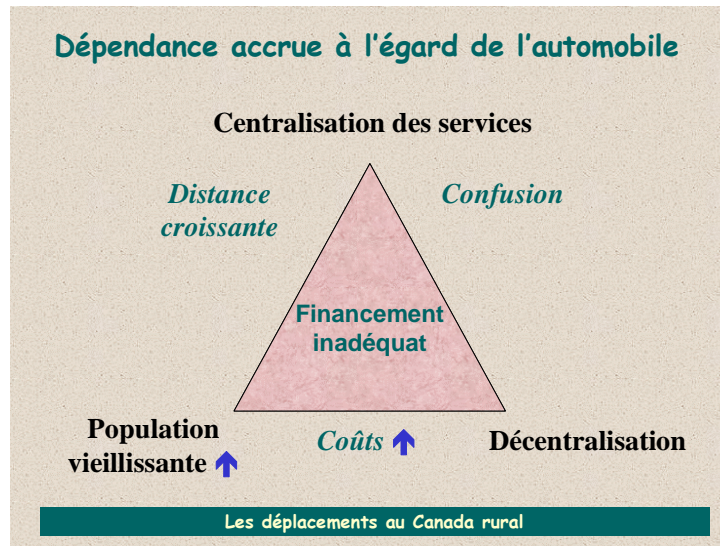 Dépendance accrue à l'égard de l'automobile
Centralisation des services
Distance
croissante
Confusion
Financement
inadéquat
Population
vieillissante
Coûts
Décentralisation
Les déplacements au Canada rural